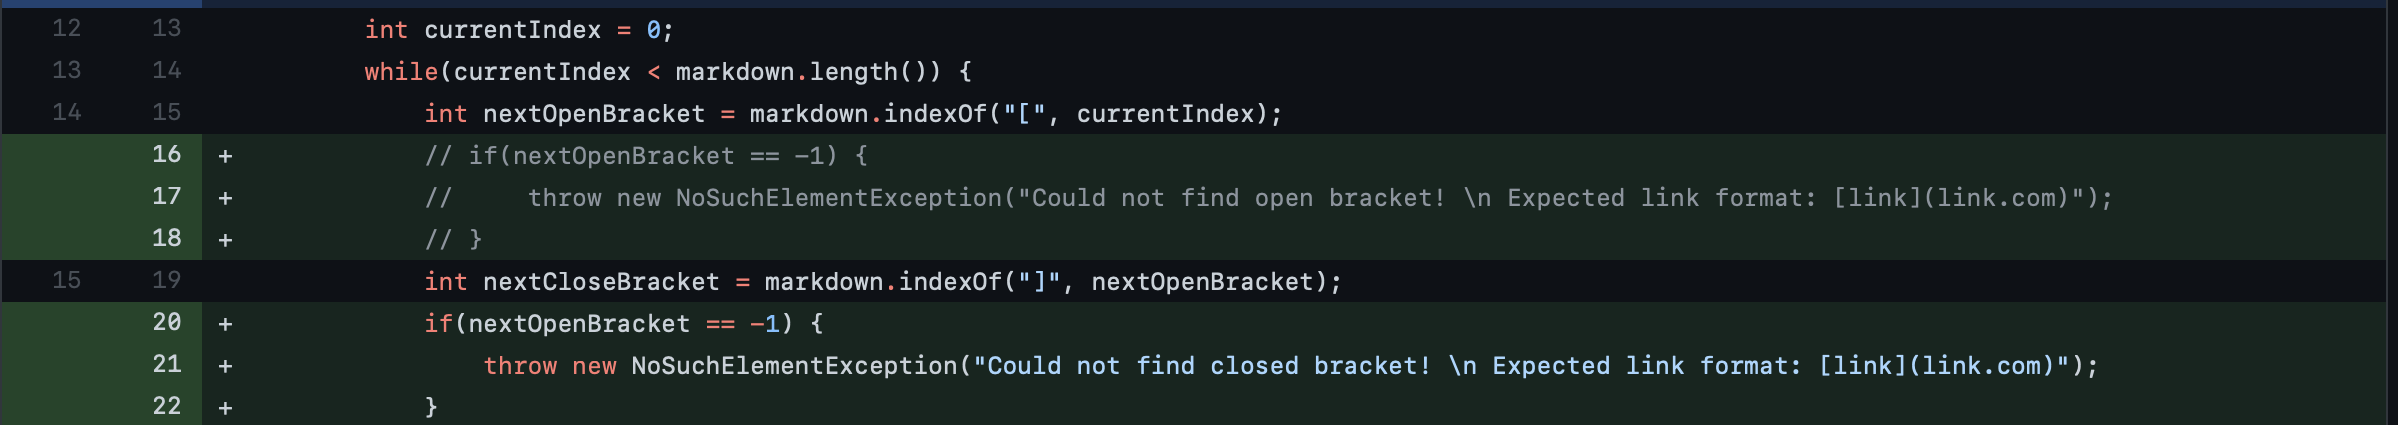 12 13 int currentIndex = 0;
13 14 while(currentIndex < markdown.length()) {
14 15 int nextOpenBracket = markdown.indexOf("[", currentIndex);
16 + // if(nextOpenBracket == -1) {
17 + //     throw new NoSuchElementException("Could not find open bracket! \n Expected link format: [link](link.com)");
18 + // }
15 19 int nextCloseBracket = markdown.indexOf("]", nextOpenBracket);
20 + if(nextOpenBracket == -1) {
21 + throw new NoSuchElementException("Could not find closed bracket! \n Expected link format: [link](link.com)");
22 + }